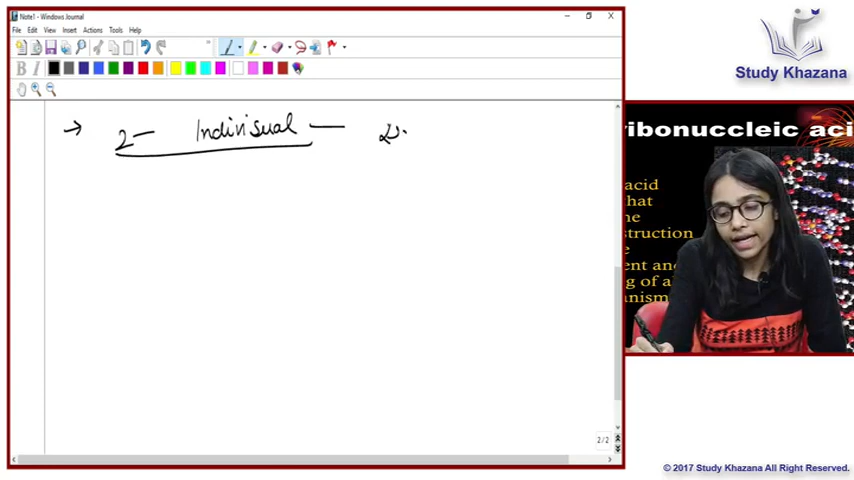 Note1 - Windows Journal
File Edit View Insert Actions Tools Help
Study Khazana
B I
→ 2- Indivisual —
ribonuccleic aci
acid
hat
ne
struction
e
ent and
ng of a
anism
2/2
© 2017 Study Khazana All Right Reserved.